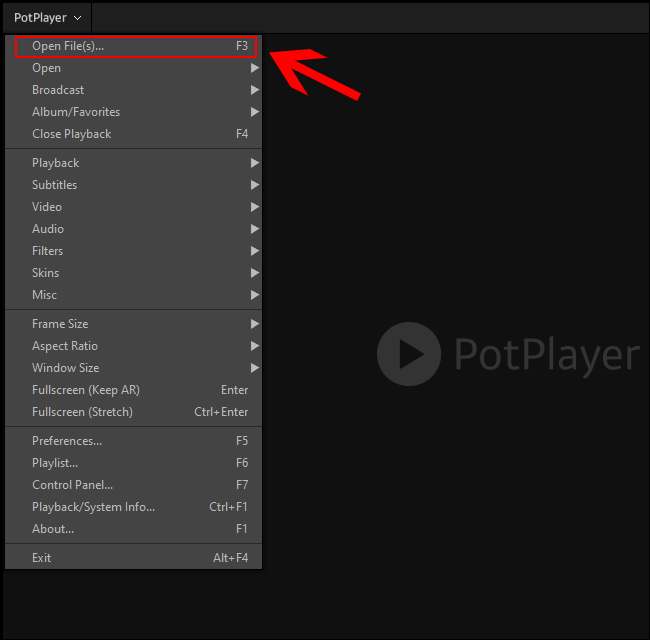 PotPlayer
Open File(s)... F3
Open
Broadcast
Album/Favorites
Close Playback F4
Playback
Subtitles
Video
Audio
Filters
Skins
Misc
Frame Size
Aspect Ratio
Window Size
Fullscreen (Keep AR) Enter
Fullscreen (Stretch) Ctrl+Enter
Preferences... F5
Playlist... F6
Control Panel... F7
Playback/System Info... Ctrl+F1
About... F1
Exit Alt+F4
PotPlayer